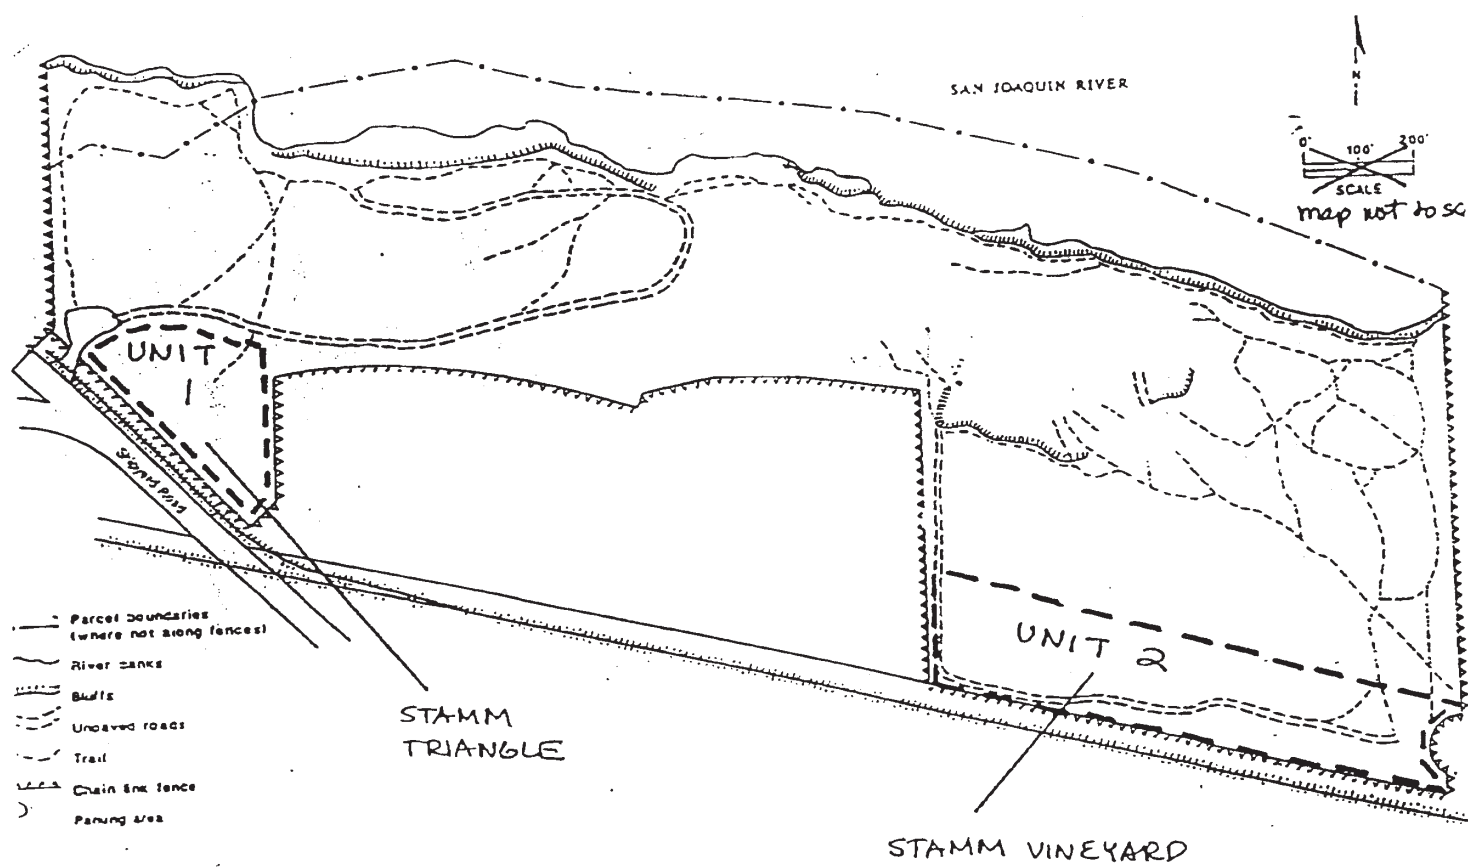 SAN JOAQUIN RIVER
N
0' 100' 200'
SCALE
map not to sc
UNIT
1
UNIT 2
Parcel boundaries
(where not along fences)
River banks
Bluffs
Unpaved roads
Trail
Chain link fence
Parking area
STAMM
TRIANGLE
STAMM VINEYARD